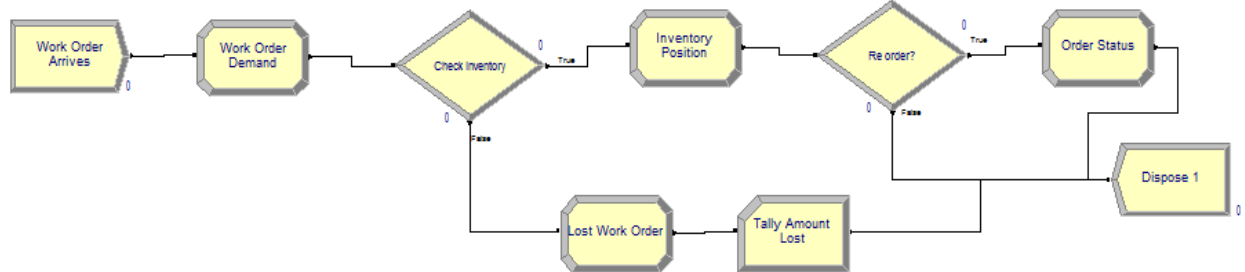 Work Order
Arrives
0
Work Order
Demand
Check Inventory
0
True
0
False
Inventory
Position
Re order?
0
True
0
False
Order Status
Dispose 1
0
Lost Work Order
Tally Amount
Lost